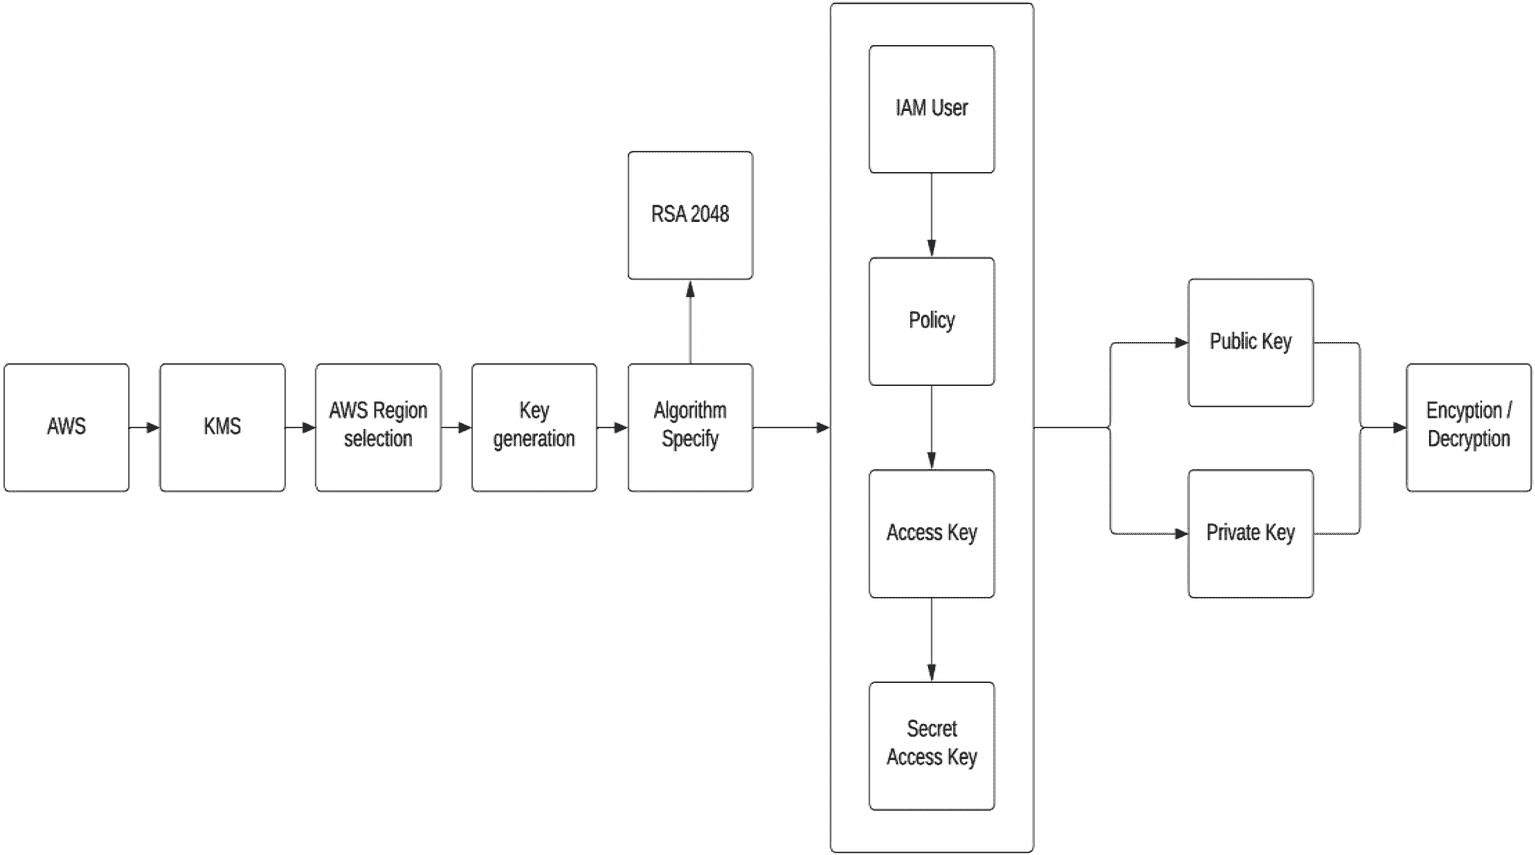 AWS
KMS
AWS Region
selection
Key
generation
Algorithm
Specify
RSA 2048
IAM User
Policy
Access Key
Secret
Access Key
Public Key
Private Key
Encyption /
Decryption